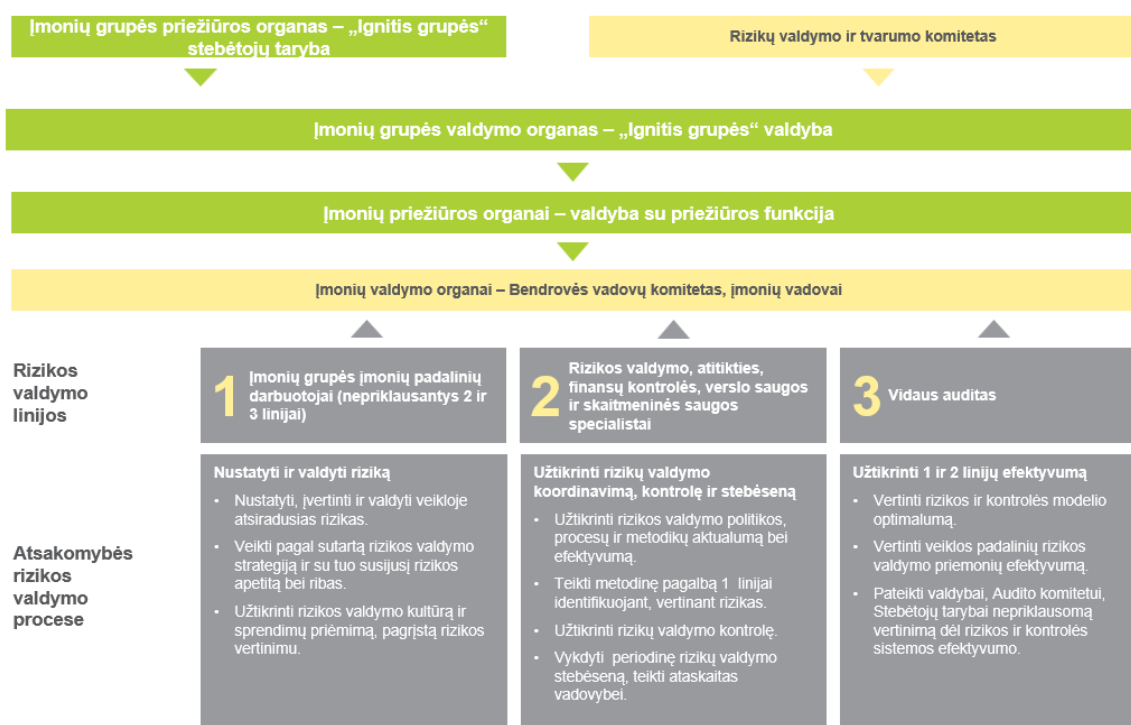 Įmonių grupės priežiūros organas – „Ignitis grupės“
stebėtojų taryba
Rizikų valdymo ir tvarumo komitetas
Įmonių grupės valdymo organas – „Ignitis grupės“ valdyba
Įmonių priežiūros organai – valdyba su priežiūros funkcija
Įmonių valdymo organai – Bendrovės vadovų komitetas, įmonių vadovai
Rizikos
valdymo
linijos
1
Įmonių grupės įmonių padalinių
darbuotojai (nepriklausantys 2 ir
3 linijai)
2
Rizikos valdymo, atitikties,
finansų kontrolės, verslo saugos
ir skaitmeninės saugos
specialistai
3
Vidaus auditas
Atsakomybės
rizikos
valdymo
procese
Nustatyti ir valdyti riziką
• Nustatyti, įvertinti ir valdyti veikloje
atsiradusias rizikas.
• Veikti pagal sutartą rizikos valdymo
strategiją ir su tuo susijusį rizikos
apetitą bei ribas.
• Užtikrinti rizikos valdymo kultūrą ir
sprendimų priėmimą, pagrįstą rizikos
vertinimu.
Užtikrinti rizikų valdymo
koordinavimą, kontrolę ir stebėseną
• Užtikrinti rizikos valdymo politikos,
procesų ir metodikų aktualumą bei
efektyvumą.
• Teikti metodinę pagalbą 1 linijai
identifikuojant, vertinant rizikas.
• Užtikrinti rizikų valdymo kontrolę.
• Vykdyti periodinę rizikų valdymo
stebėseną, teikti ataskaitas
vadovybei.
Užtikrinti 1 ir 2 linijų efektyvumą
• Vertinti rizikos ir kontrolės modelio
optimalumą.
• Vertinti veiklos padalinių rizikos
valdymo priemonių efektyvumą.
• Pateikti valdybai, Audito komitetui,
Stebėtojų tarybai nepriklausomą
vertinimą dėl rizikos ir kontrolės
sistemos efektyvumo.